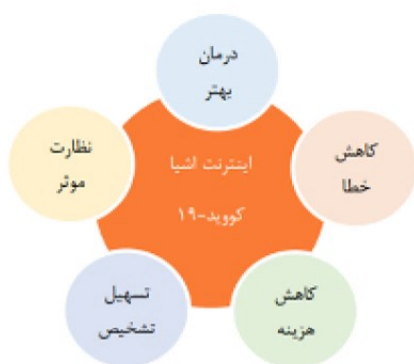 درمان
بهتر
کاهش
خطا
کاهش
هزینه
تسهیل
تشخیص
نظارت
موثر
اینترنت اشیا
کووید-۱۹